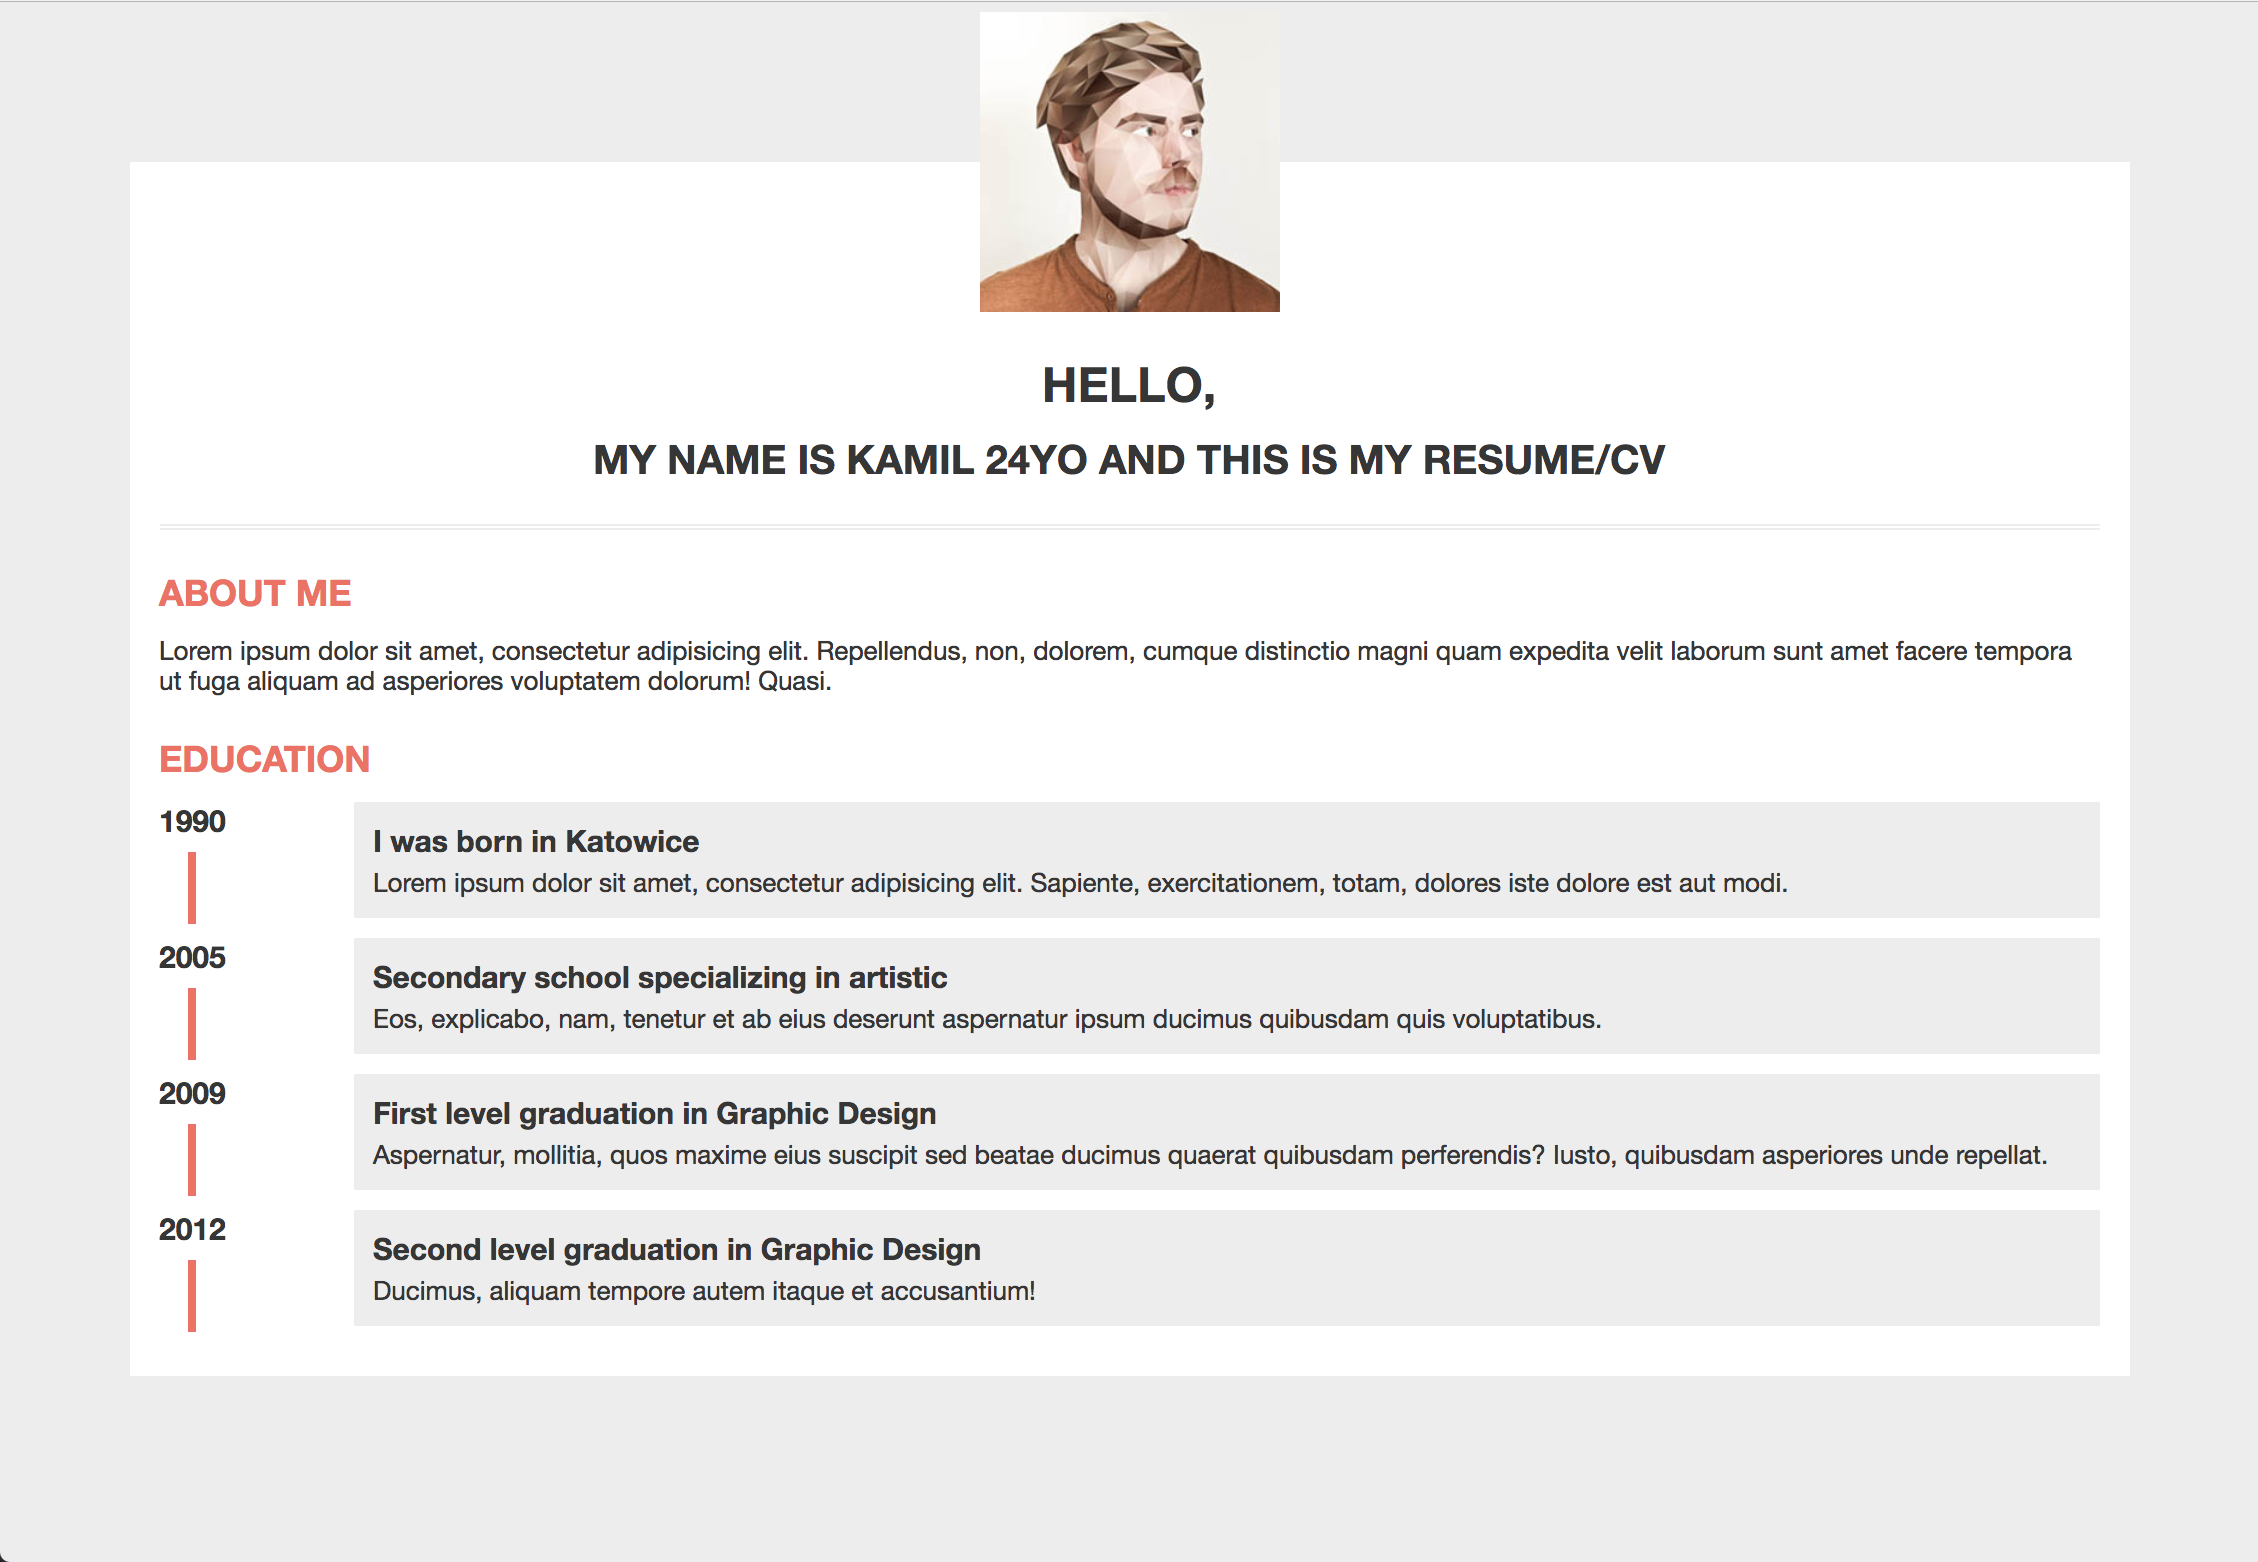 HELLO,
MY NAME IS KAMIL 24YO AND THIS IS MY RESUME/CV
ABOUT ME
Lorem ipsum dolor sit amet, consectetur adipisicing elit. Repellendus, non, dolorem, cumque distinctio magni quam expedita velit laborum sunt amet facere tempora
ut fuga aliquam ad asperiores voluptatem dolorum! Quasi.
EDUCATION
1990
I was born in Katowice
Lorem ipsum dolor sit amet, consectetur adipisicing elit. Sapiente, exercitationem, totam, dolores iste dolore est aut modi.
2005
Secondary school specializing in artistic
Eos, explicabo, nam, tenetur et ab eius deserunt aspernatur ipsum ducimus quibusdam quis voluptatibus.
2009
First level graduation in Graphic Design
Aspernatur, mollitia, quos maxime eius suscipit sed beatae ducimus quaerat quibusdam perferendis? Iusto, quibusdam asperiores unde repellat.
2012
Second level graduation in Graphic Design
Ducimus, aliquam tempore autem itaque et accusantium!